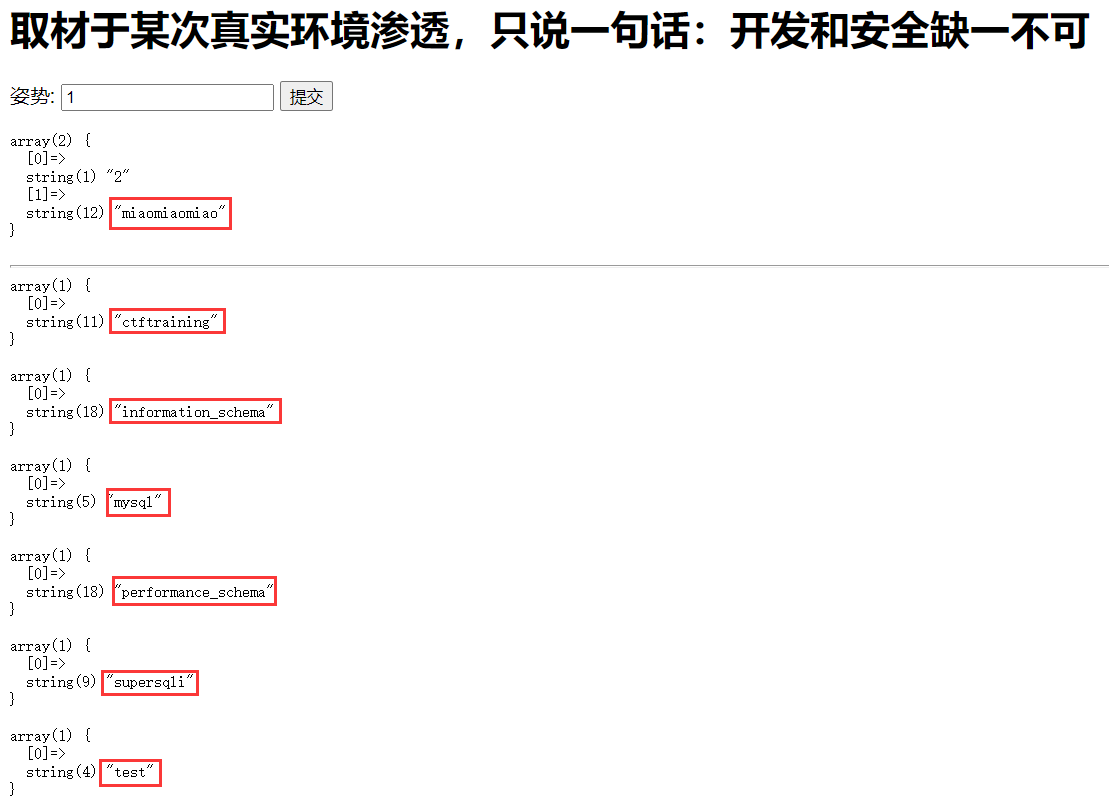 取材于某次真实环境渗透，只说一句话：开发和安全缺一不可
姿势: 1 提交
array(2) {
  [0]=>
  string(1) "2"
  [1]=>
  string(12) "miaomiaomiao"
}
array(1) {
  [0]=>
  string(11) "ctftraining"
}
array(1) {
  [0]=>
  string(18) "information_schema"
}
array(1) {
  [0]=>
  string(5) "mysql"
}
array(1) {
  [0]=>
  string(18) "performance_schema"
}
array(1) {
  [0]=>
  string(9) "supersqli"
}
array(1) {
  [0]=>
  string(4) "test"
}